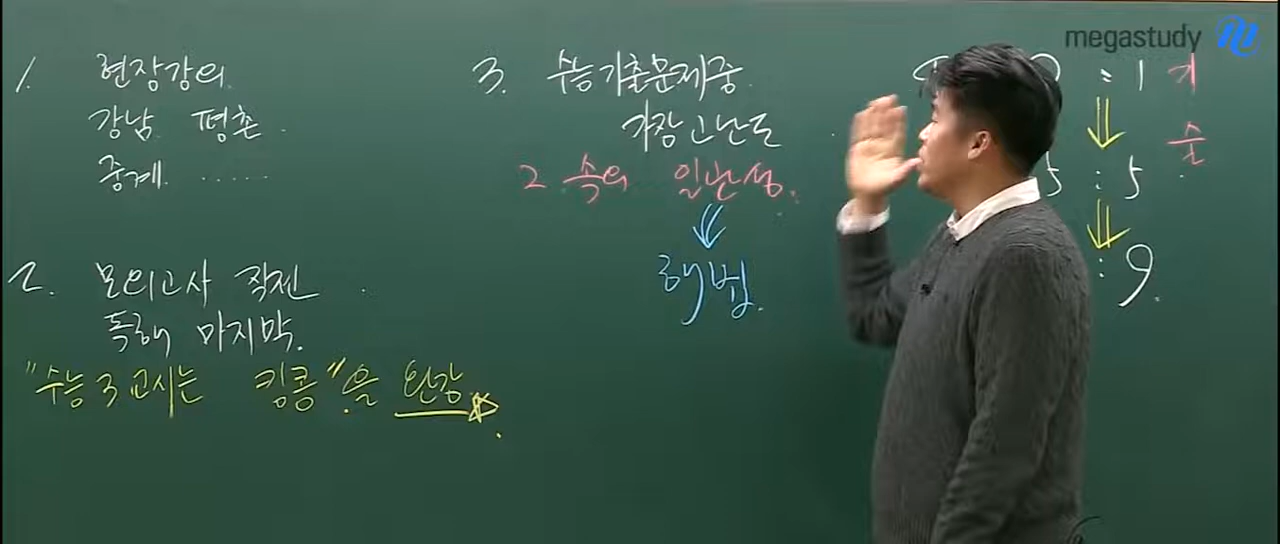 1. 현장강의.
강남. 평촌.
중계. ......
2. 모의고사 직전.
독해 마지막.
"수능 3교시는 킹콩"을 완강
3. 수능기출문제중.
가장 고난도
2 속의 일관성.
해법.
: 1
5 : 5
: 9.
megastudy